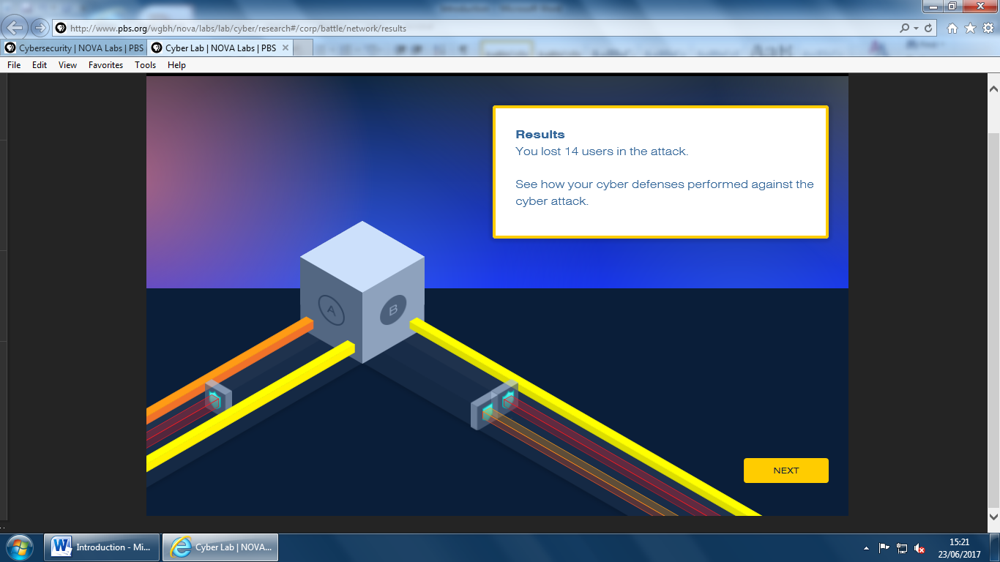 http://www.pbs.org/wgbh/nova/labs/lab/cyber/research#/corp/battle/network/results
Cybersecurity | NOVA Labs | PBS
Cyber Lab | NOVA Labs | PBS
File Edit View Favorites Tools Help
Results
You lost 14 users in the attack.
See how your cyber defenses performed against the
cyber attack.
A
B
NEXT
Introduction - Mi...
Cyber Lab | NOVA...
15:21
23/06/2017